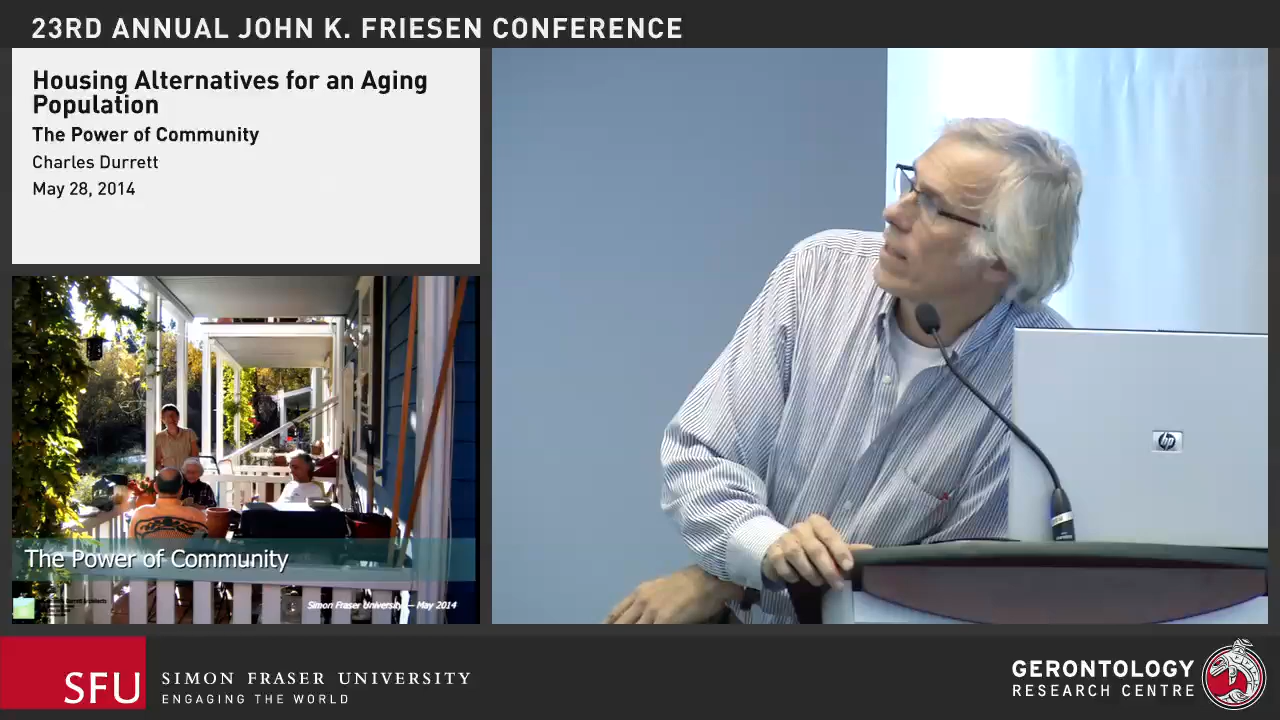 23RD ANNUAL JOHN K. FRIESEN CONFERENCE
Housing Alternatives for an Aging
Population
The Power of Community
Charles Durrett
May 28, 2014
The Power of Community
Simon Fraser University — May 2014
hp
SFU
SIMON FRASER UNIVERSITY
ENGAGING THE WORLD
GERONTOLOGY
RESEARCH CENTRE